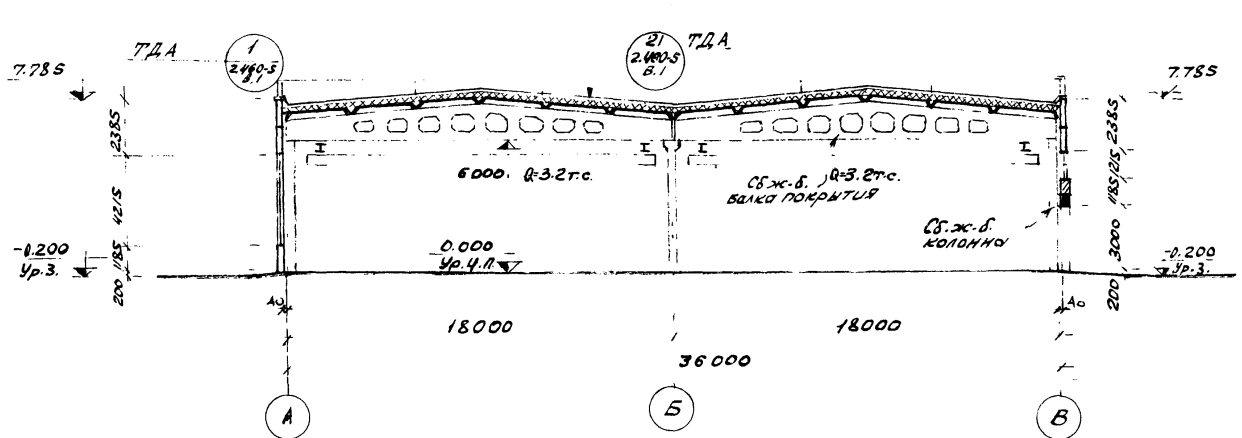 ТДА
1
2.460-5
В.1
21
2.460-5
В.1
ТДА
7.785
7.785
2385
4215
1185
200
2385
1215
1185
3000
200
I
I
I
I
6000. Q=3.2т.с.
Сб.ж-б. Q=3.2т.с.
балка покрытия
Сб.ж-б.
колонна
-0.200
Ур.З.
0.000
Ур.Ч.П.
-0.200
Ур.З.
18000
18000
36000
А
Б
В